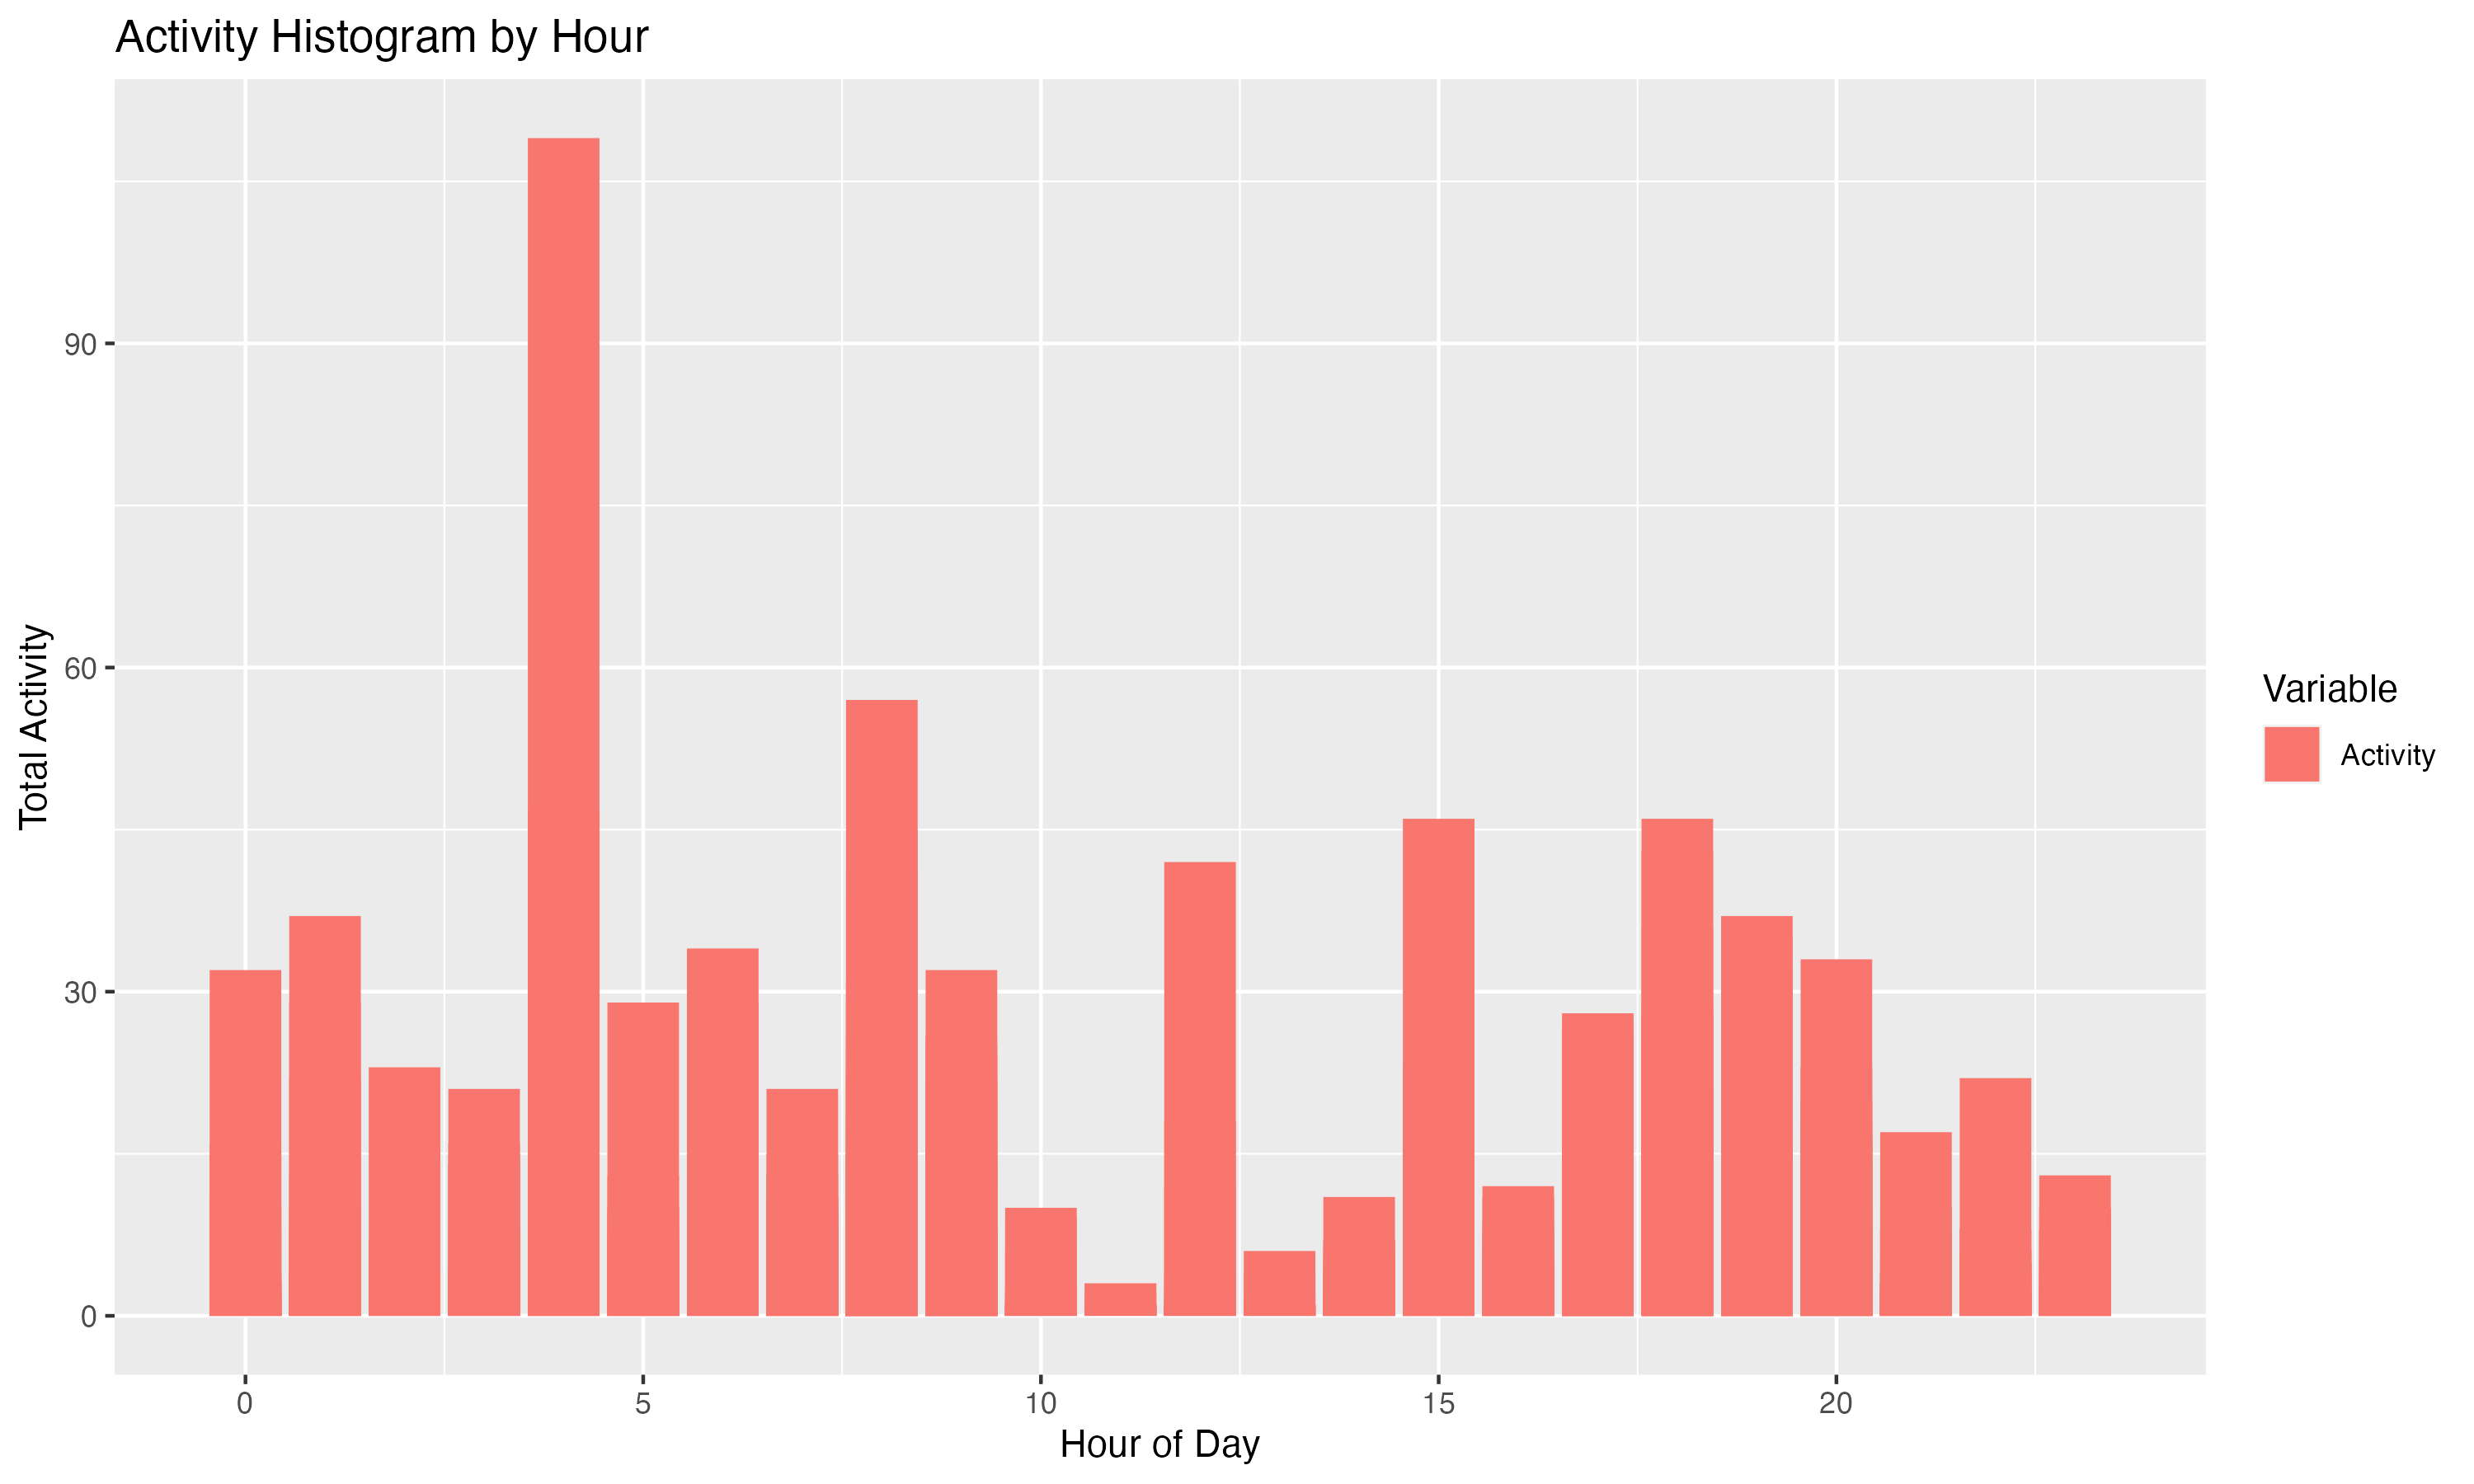 Activity Histogram by Hour
Total Activity
90
60
30
0
0 5 10 15 20
Hour of Day
Variable
Activity